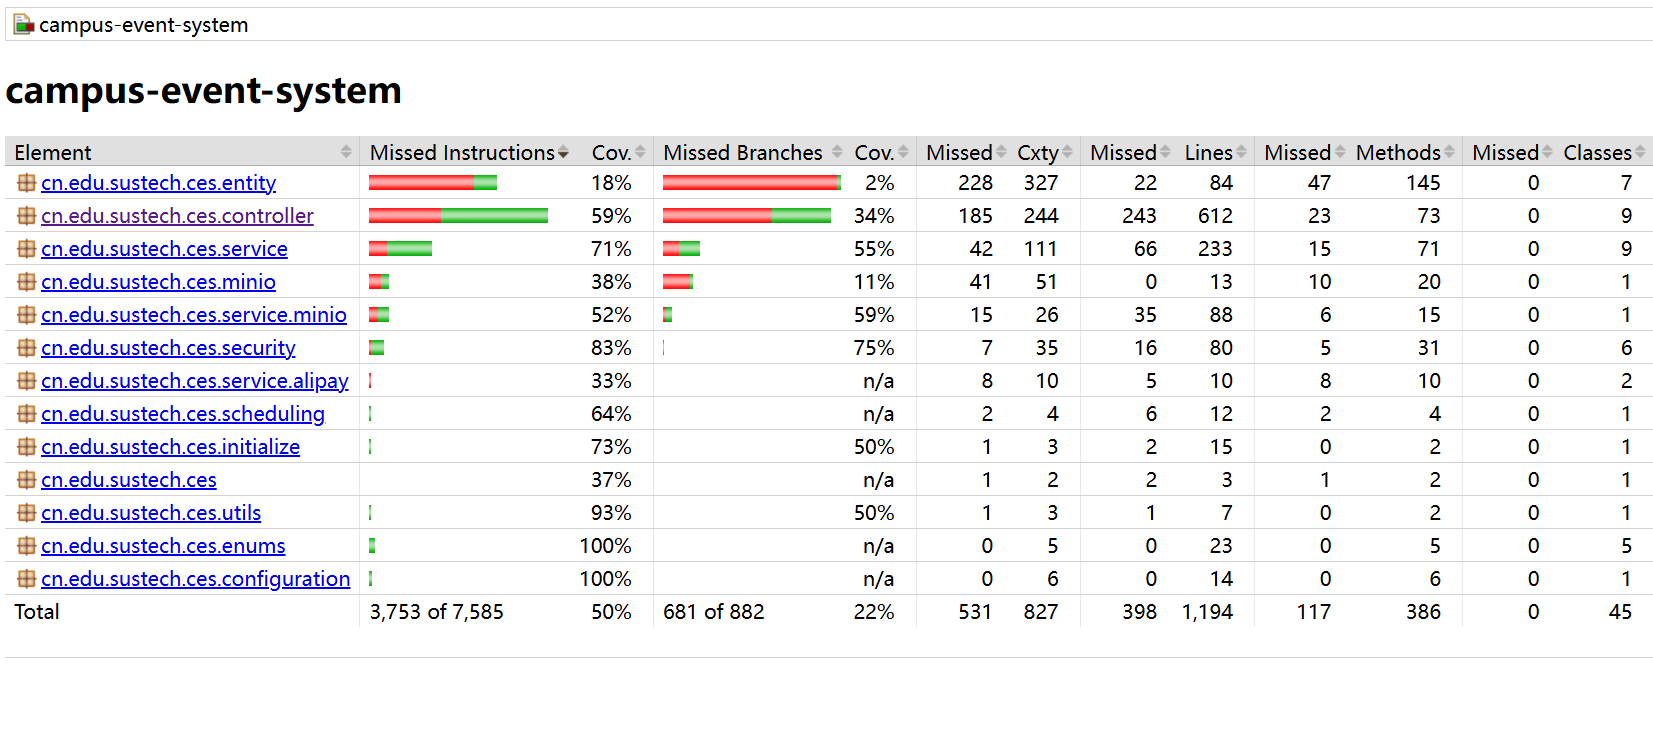 campus-event-system
campus-event-system
Element Missed Instructions Cov. Missed Branches Cov. Missed Cxty Missed Lines Missed Methods Missed Classes
cn.edu.sustech.ces.entity 18% 2% 228 327 22 84 47 145 0 7
cn.edu.sustech.ces.controller 59% 34% 185 244 243 612 23 73 0 9
cn.edu.sustech.ces.service 71% 55% 42 111 66 233 15 71 0 9
cn.edu.sustech.ces.minio 38% 11% 41 51 0 13 10 20 0 1
cn.edu.sustech.ces.service.minio 52% 59% 15 26 35 88 6 15 0 1
cn.edu.sustech.ces.security 83% 75% 7 35 16 80 5 31 0 6
cn.edu.sustech.ces.service.alipay 33% n/a 8 10 5 10 8 10 0 2
cn.edu.sustech.ces.scheduling 64% n/a 2 4 6 12 2 4 0 1
cn.edu.sustech.ces.initialize 73% 50% 1 3 2 15 0 2 0 1
cn.edu.sustech.ces 37% n/a 1 2 2 3 1 2 0 1
cn.edu.sustech.ces.utils 93% 50% 1 3 1 7 0 2 0 1
cn.edu.sustech.ces.enums 100% n/a 0 5 0 23 0 5 0 5
cn.edu.sustech.ces.configuration 100% n/a 0 6 0 14 0 6 0 1
Total 3,753 of 7,585 50% 681 of 882 22% 531 827 398 1,194 117 386 0 45